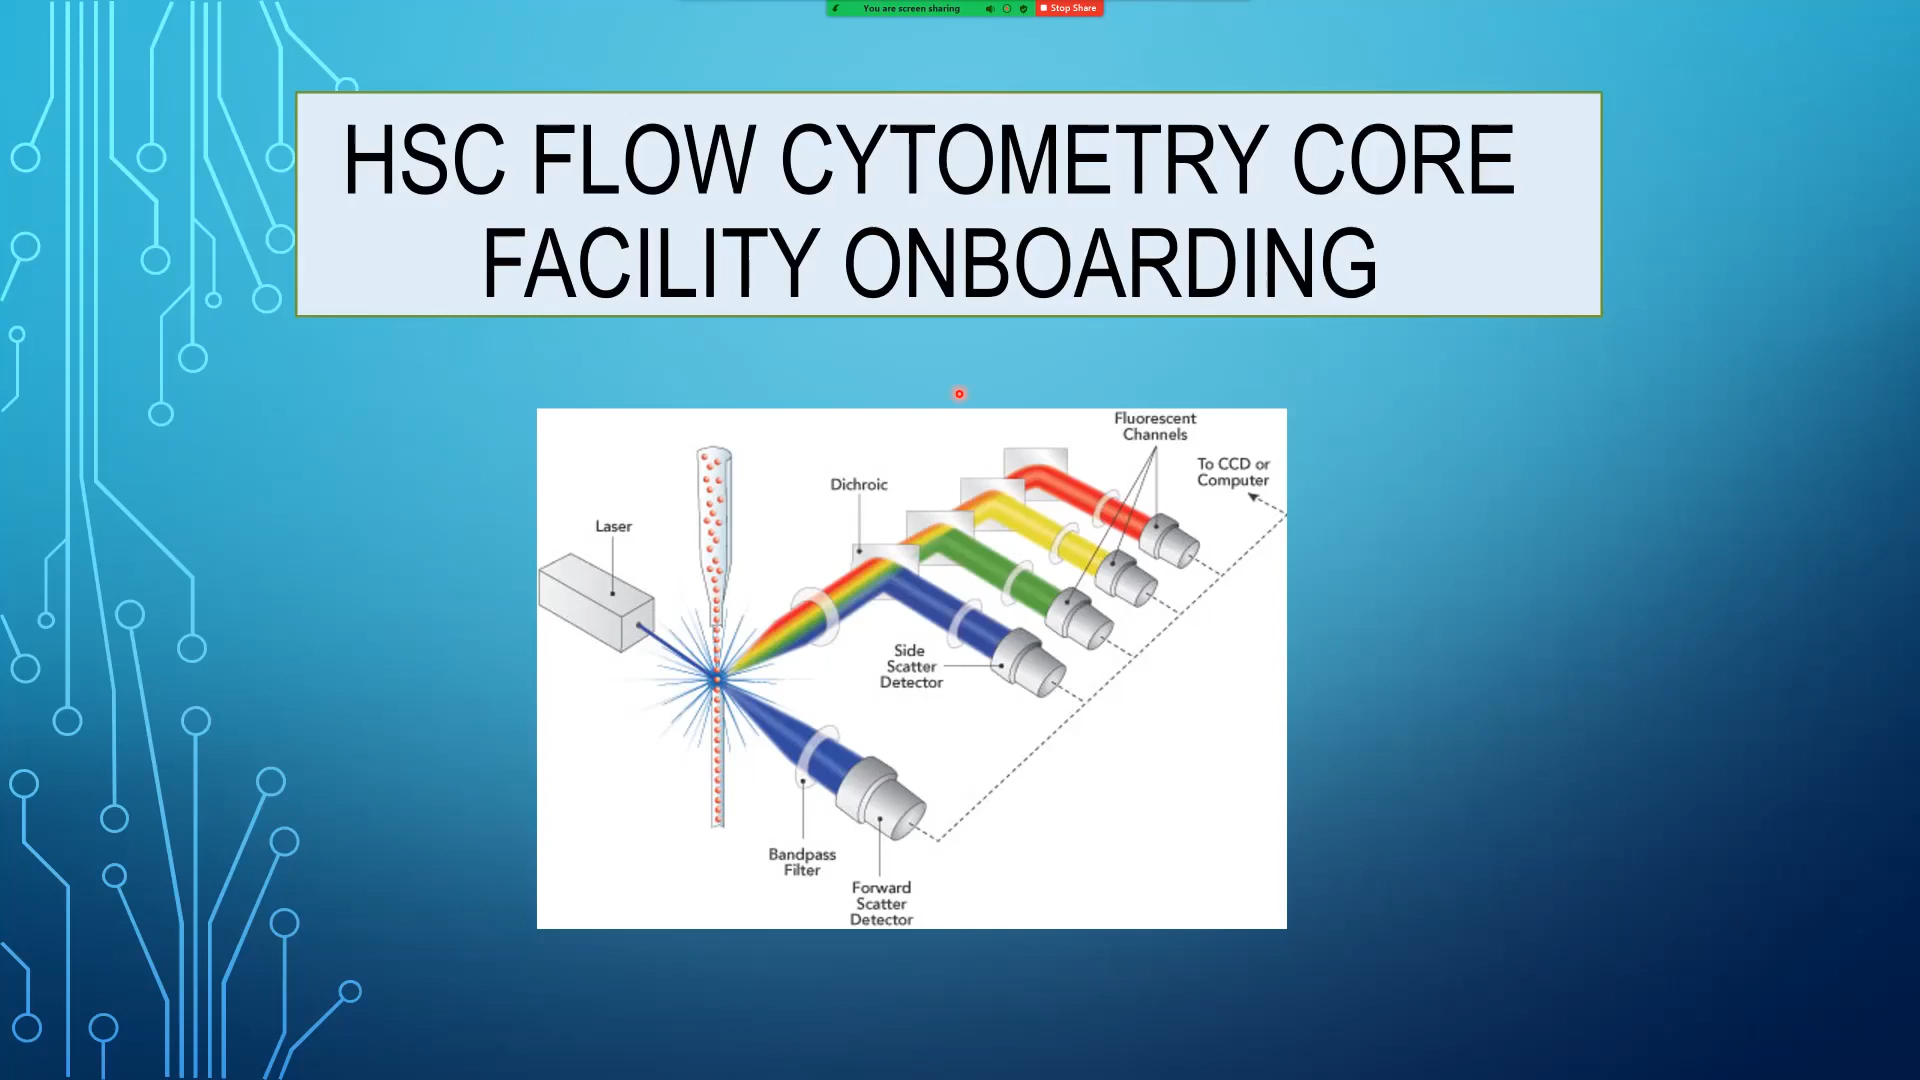 You are screen sharing
Stop Share
HSC FLOW CYTOMETRY CORE
FACILITY ONBOARDING
Fluorescent
Channels
To CCD or
Computer
Dichroic
Laser
Side
Scatter
Detector
Bandpass
Filter
Forward
Scatter
Detector